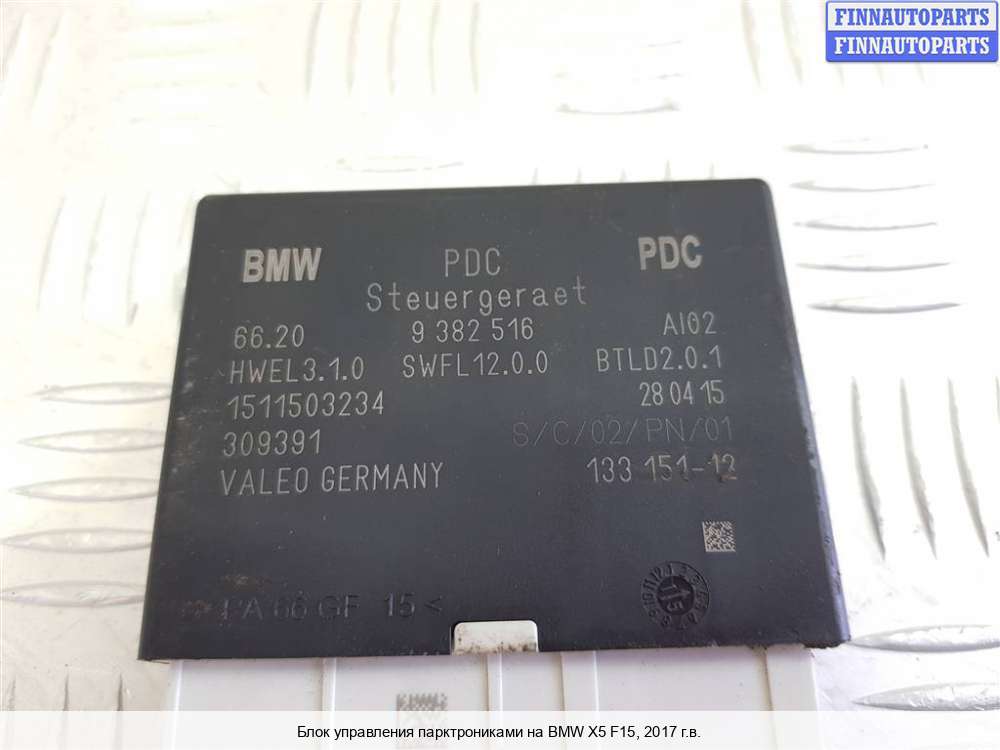 FINNAUTOPARTS
FINNAUTOPARTS
BMW PDC PDC
Steuergeraet
66.20 9 382 516 AI02
HWEL3.1.0 SWFL12.0.0 BTLD2.0.1
1511503234 28 04 15
309391 S/C/02/PN/01
VALEO GERMANY 133 151-12
PA 66 GF 15 <
Блок управления парктрониками на BMW X5 F15, 2017 г.в.